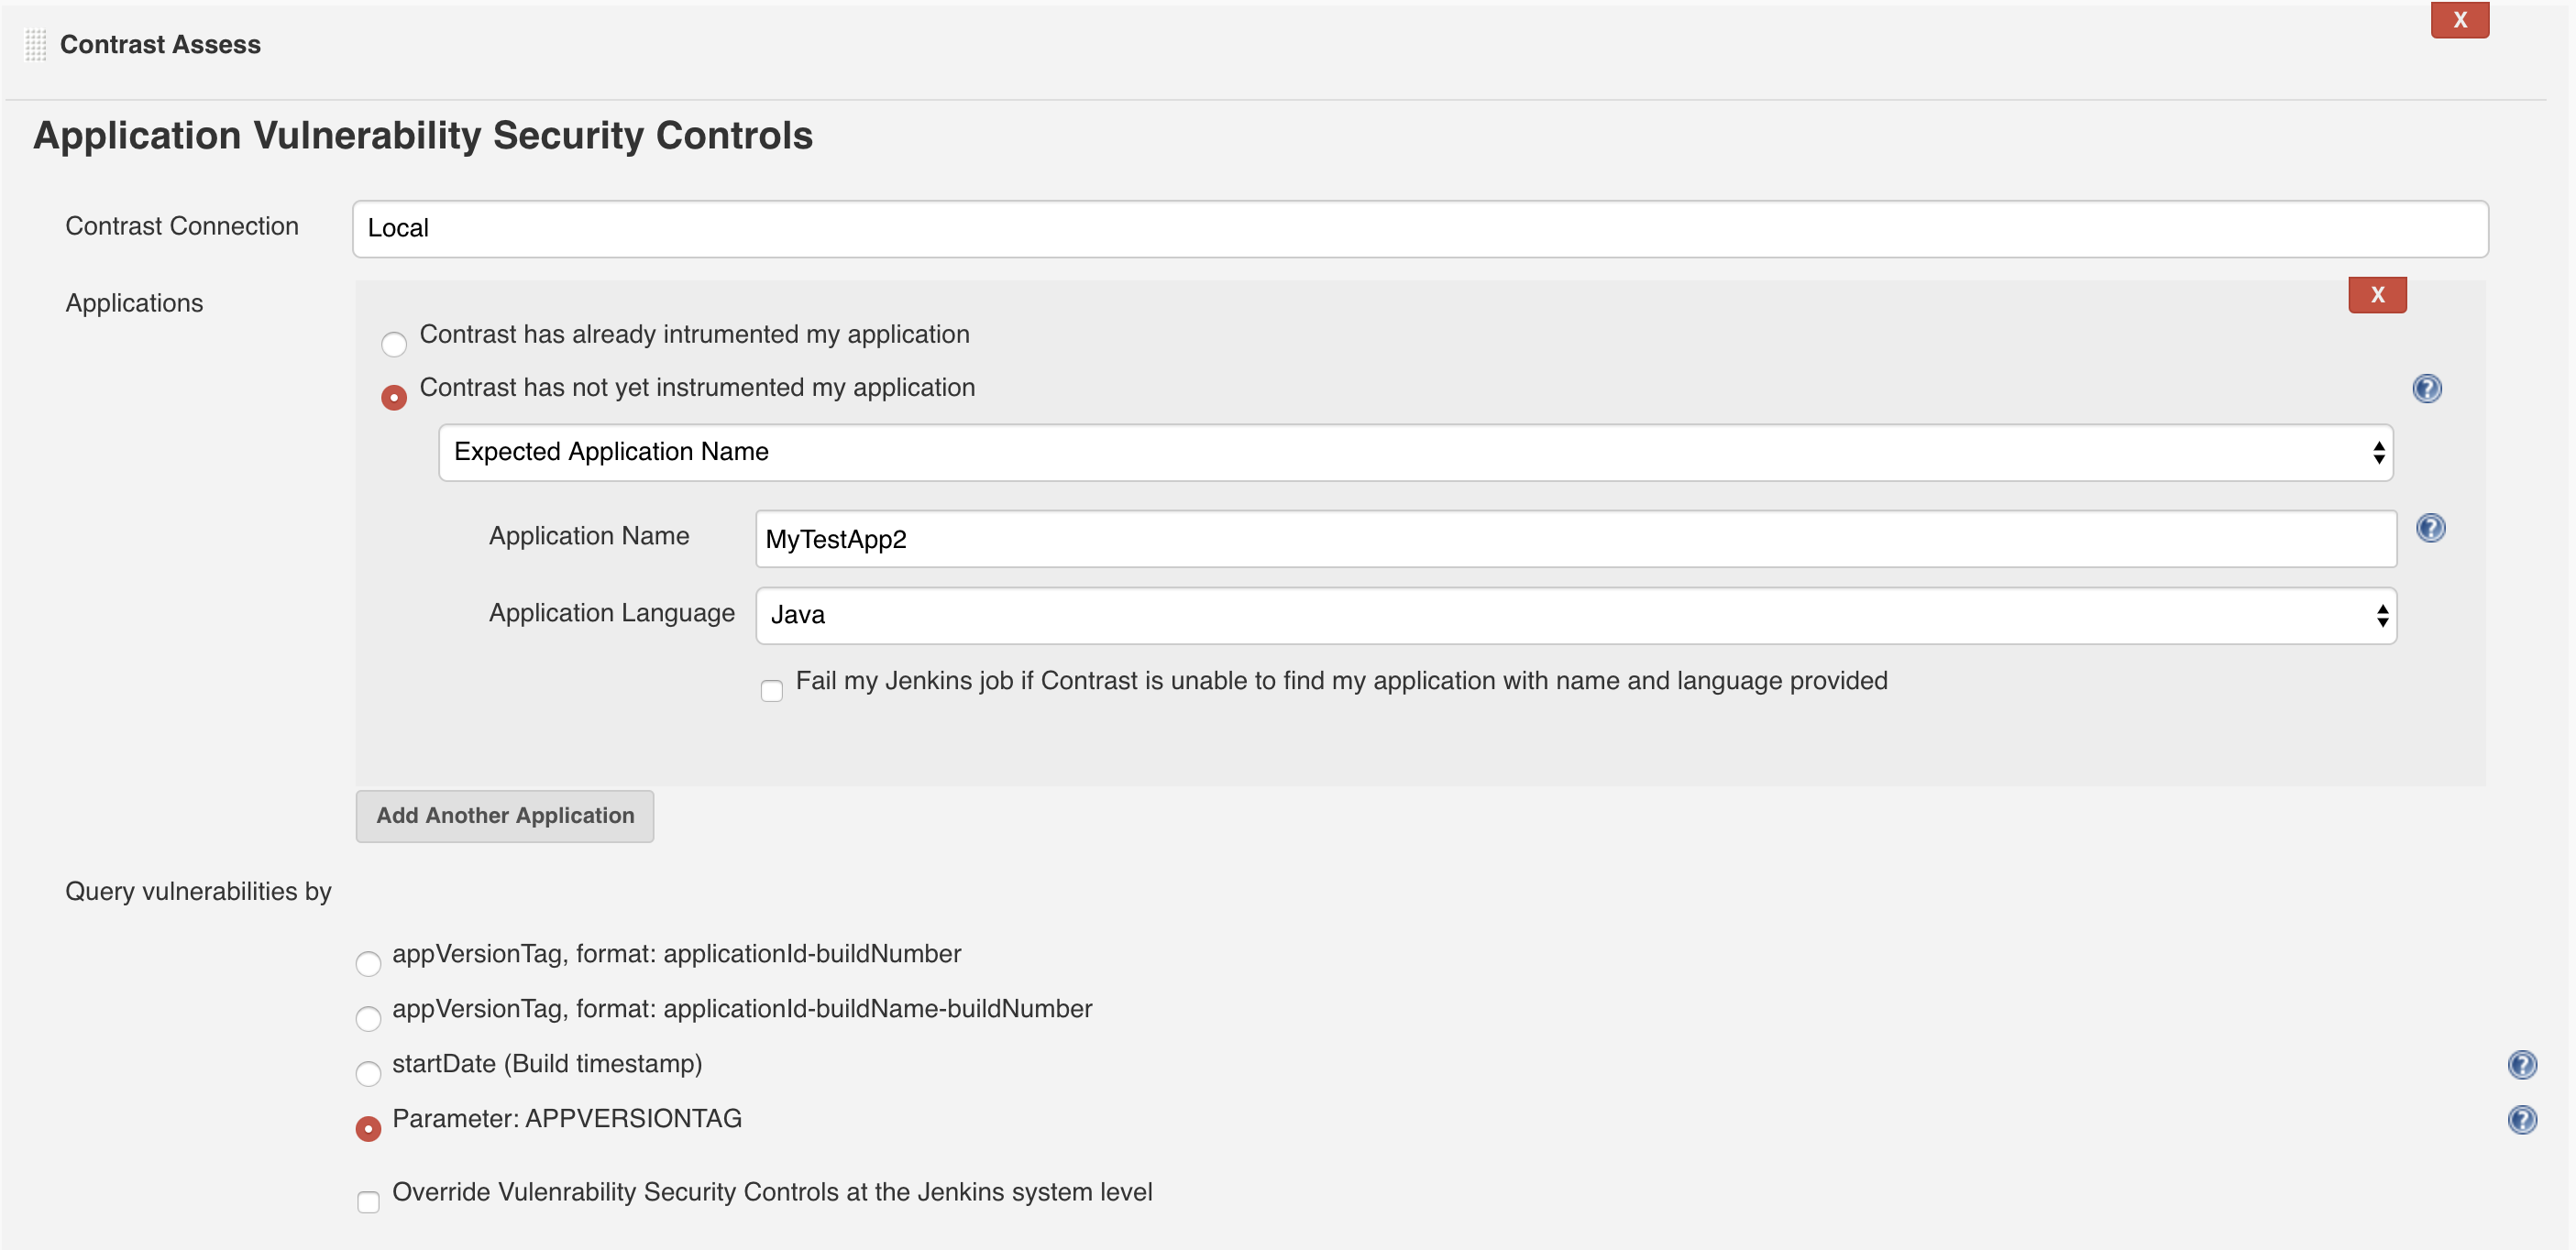 X
Contrast Assess
Application Vulnerability Security Controls
Contrast Connection
Local
Applications
X
Contrast has already intrumented my application
Contrast has not yet instrumented my application
?
Expected Application Name
Application Name
MyTestApp2
?
Application Language
Java
Fail my Jenkins job if Contrast is unable to find my application with name and language provided
Add Another Application
Query vulnerabilities by
appVersionTag, format: applicationId-buildNumber
appVersionTag, format: applicationId-buildName-buildNumber
startDate (Build timestamp)
?
Parameter: APPVERSIONTAG
?
Override Vulenrability Security Controls at the Jenkins system level